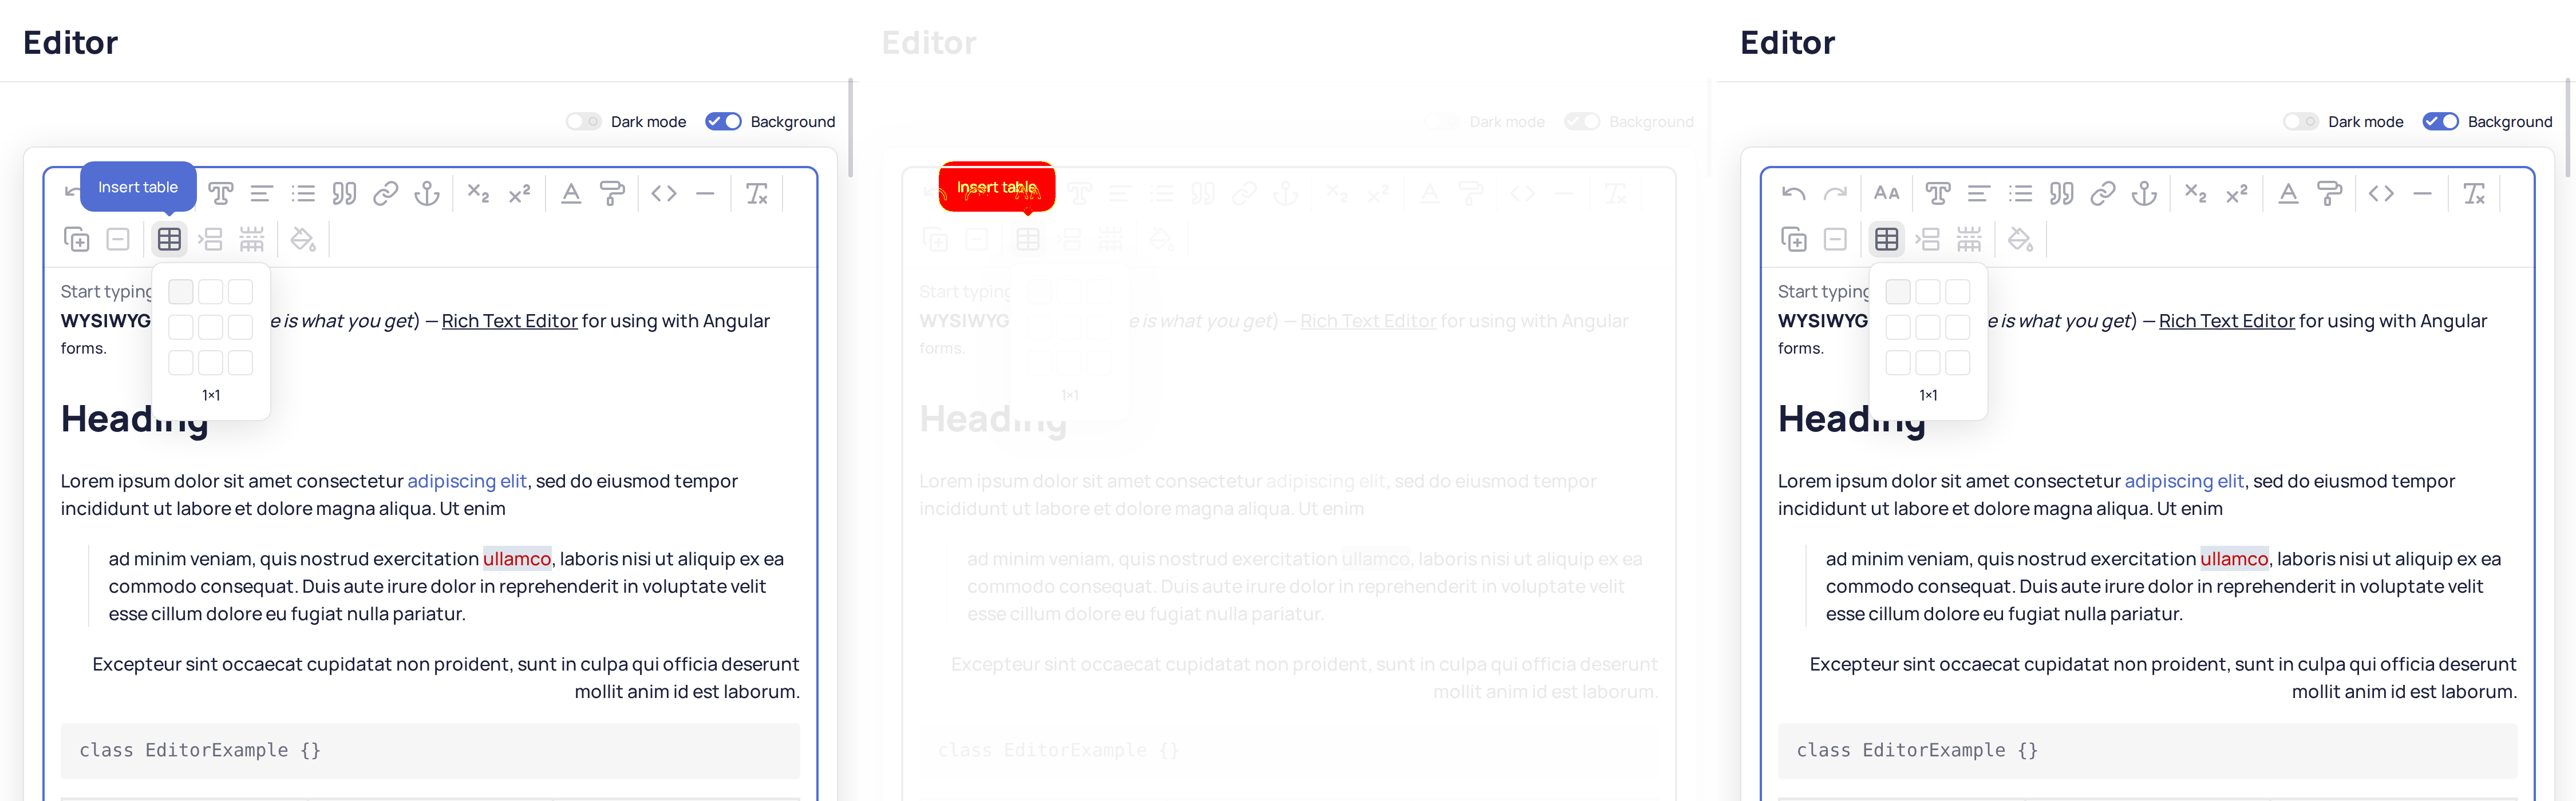 Editor
Dark mode Background
Insert table
Start typing
WYSIWYG e is what you get) — Rich Text Editor for using with Angular
forms.
1×1
Heading
Lorem ipsum dolor sit amet consectetur adipiscing elit, sed do eiusmod tempor
incididunt ut labore et dolore magna aliqua. Ut enim
ad minim veniam, quis nostrud exercitation ullamco, laboris nisi ut aliquip ex ea
commodo consequat. Duis aute irure dolor in reprehenderit in voluptate velit
esse cillum dolore eu fugiat nulla pariatur.
Excepteur sint occaecat cupidatat non proident, sunt in culpa qui officia deserunt
mollit anim id est laborum.
class EditorExample {}
Editor
Dark mode Background
Insert table
Start typing
WYSIWYG e is what you get) — Rich Text Editor for using with Angular
forms.
1×1
Heading
Lorem ipsum dolor sit amet consectetur adipiscing elit, sed do eiusmod tempor
incididunt ut labore et dolore magna aliqua. Ut enim
ad minim veniam, quis nostrud exercitation ullamco, laboris nisi ut aliquip ex ea
commodo consequat. Duis aute irure dolor in reprehenderit in voluptate velit
esse cillum dolore eu fugiat nulla pariatur.
Excepteur sint occaecat cupidatat non proident, sunt in culpa qui officia deserunt
mollit anim id est laborum.
class EditorExample {}
Editor
Dark mode Background
Start typing
WYSIWYG e is what you get) — Rich Text Editor for using with Angular
forms.
1×1
Heading
Lorem ipsum dolor sit amet consectetur adipiscing elit, sed do eiusmod tempor
incididunt ut labore et dolore magna aliqua. Ut enim
ad minim veniam, quis nostrud exercitation ullamco, laboris nisi ut aliquip ex ea
commodo consequat. Duis aute irure dolor in reprehenderit in voluptate velit
esse cillum dolore eu fugiat nulla pariatur.
Excepteur sint occaecat cupidatat non proident, sunt in culpa qui officia deserunt
mollit anim id est laborum.
class EditorExample {}